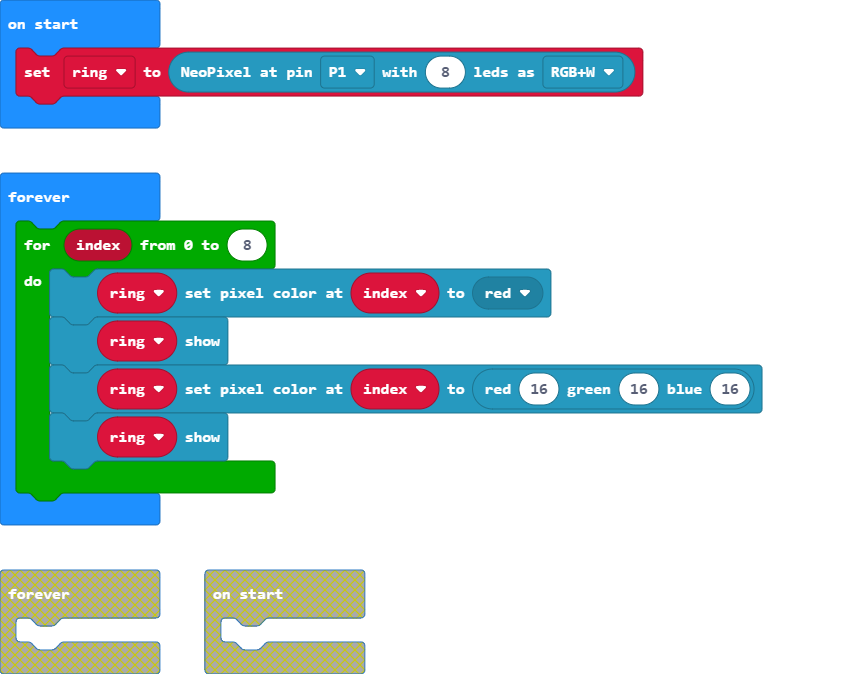 on start
set ring to NeoPixel at pin P1 with 8 leds as RGB+W
forever
for index from 0 to 8
do
ring set pixel color at index to red
ring show
ring set pixel color at index to red 16 green 16 blue 16
ring show
forever
on start